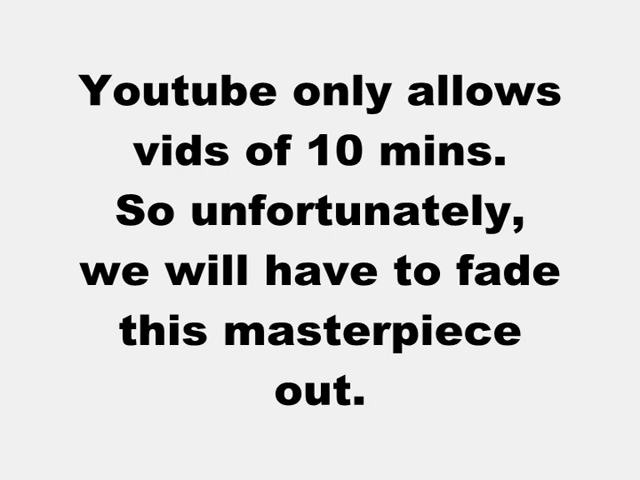 Youtube only allows
vids of 10 mins.
So unfortunately,
we will have to fade
this masterpiece
out.